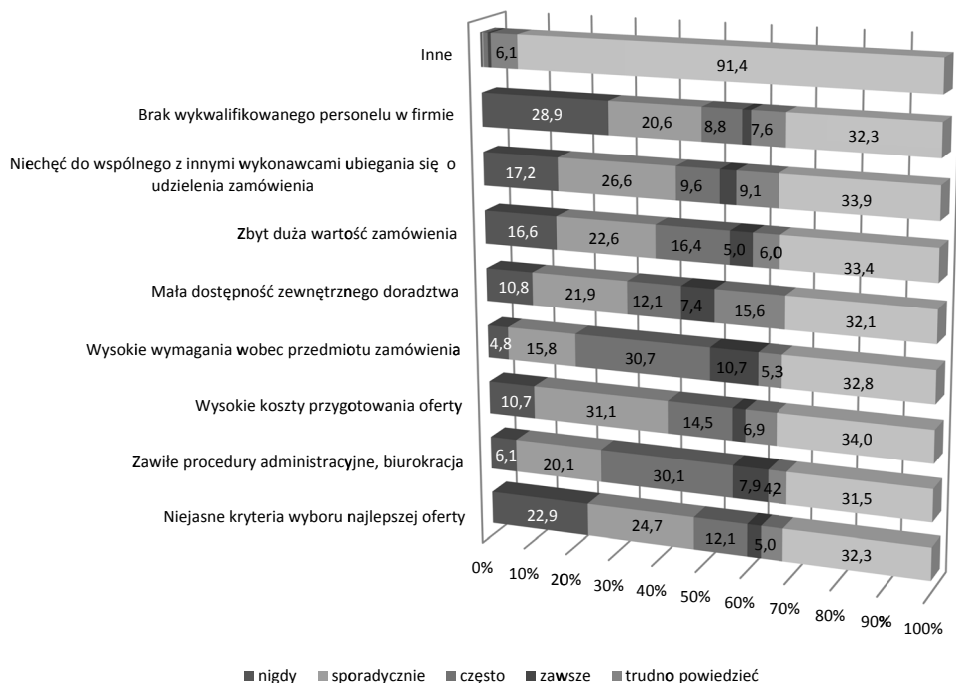 Inne
6,1 91,4
Brak wykwalifikowanego personelu w firmie
28,9 20,6 8,8 7,6 32,3
Niechęć do wspólnego z innymi wykonawcami ubiegania się o
udzielenia zamówienia
17,2 26,6 9,6 9,1 33,9
Zbyt duża wartość zamówienia
16,6 22,6 16,4 5,0 6,0 33,4
Mała dostępność zewnętrznego doradztwa
10,8 21,9 12,1 7,4 15,6 32,1
Wysokie wymagania wobec przedmiotu zamówienia
4,8 15,8 30,7 10,7 5,3 32,8
Wysokie koszty przygotowania oferty
10,7 31,1 14,5 6,9 34,0
Zawiłe procedury administracyjne, biurokracja
6,1 20,1 30,1 7,9 42 31,5
Niejasne kryteria wyboru najlepszej oferty
22,9 24,7 12,1 5,0 32,3
0% 10% 20% 30% 40% 50% 60% 70% 80% 90% 100%
nigdy sporadycznie często zawsze trudno powiedzieć